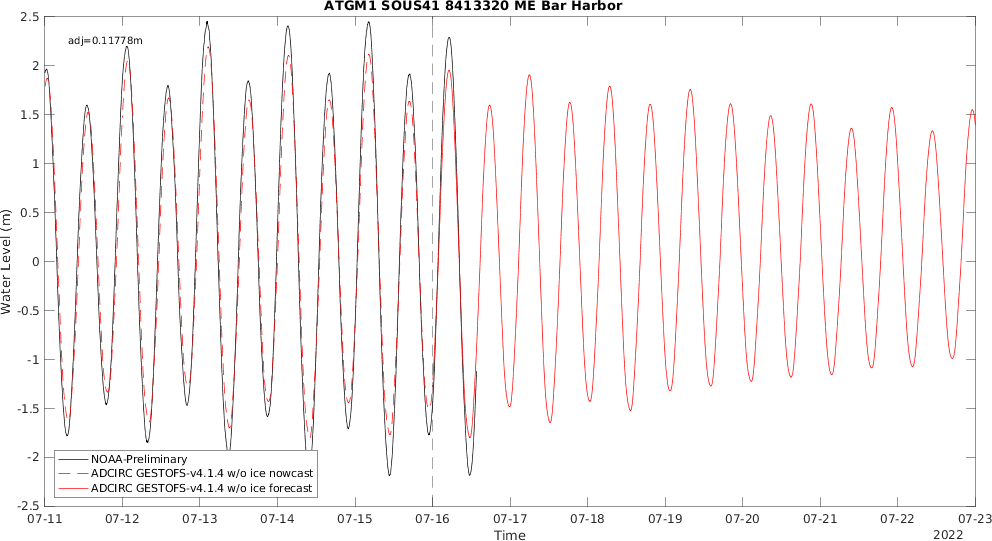 ATGM1 SOUS41 8413320 ME Bar Harbor
2.5
adj=0.11778m
2
1.5
1
0.5
0
-0.5
-1
-1.5
-2
-2.5
Water Level (m)
NOAA-Preliminary
ADCIRC GESTOFS-v4.1.4 w/o ice nowcast
ADCIRC GESTOFS-v4.1.4 w/o ice forecast
07-11 07-12 07-13 07-14 07-15 07-16 07-17 07-18 07-19 07-20 07-21 07-22 07-23
Time
2022